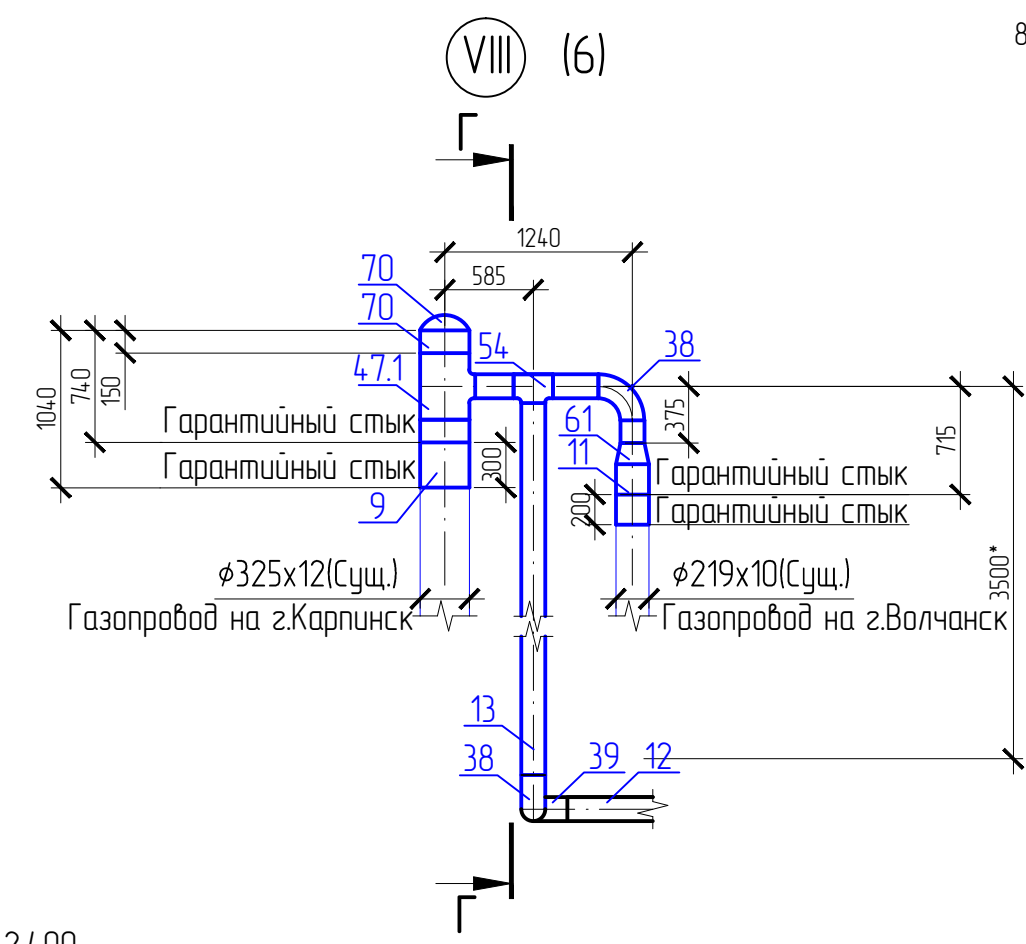 VIII (6)
8
Г
1240
585
70
70
54
38
47.1
1040
740
150
375
715
Гарантийный стык
61
Гарантийный стык
300
11
Гарантийный стык
9
200
Гарантийный стык
ϕ325х12(Сущ.)
ϕ219х10(Сущ.)
3500*
Газопровод на г.Карпинск
Газопровод на г.Волчанск
13
38
39
12
Г